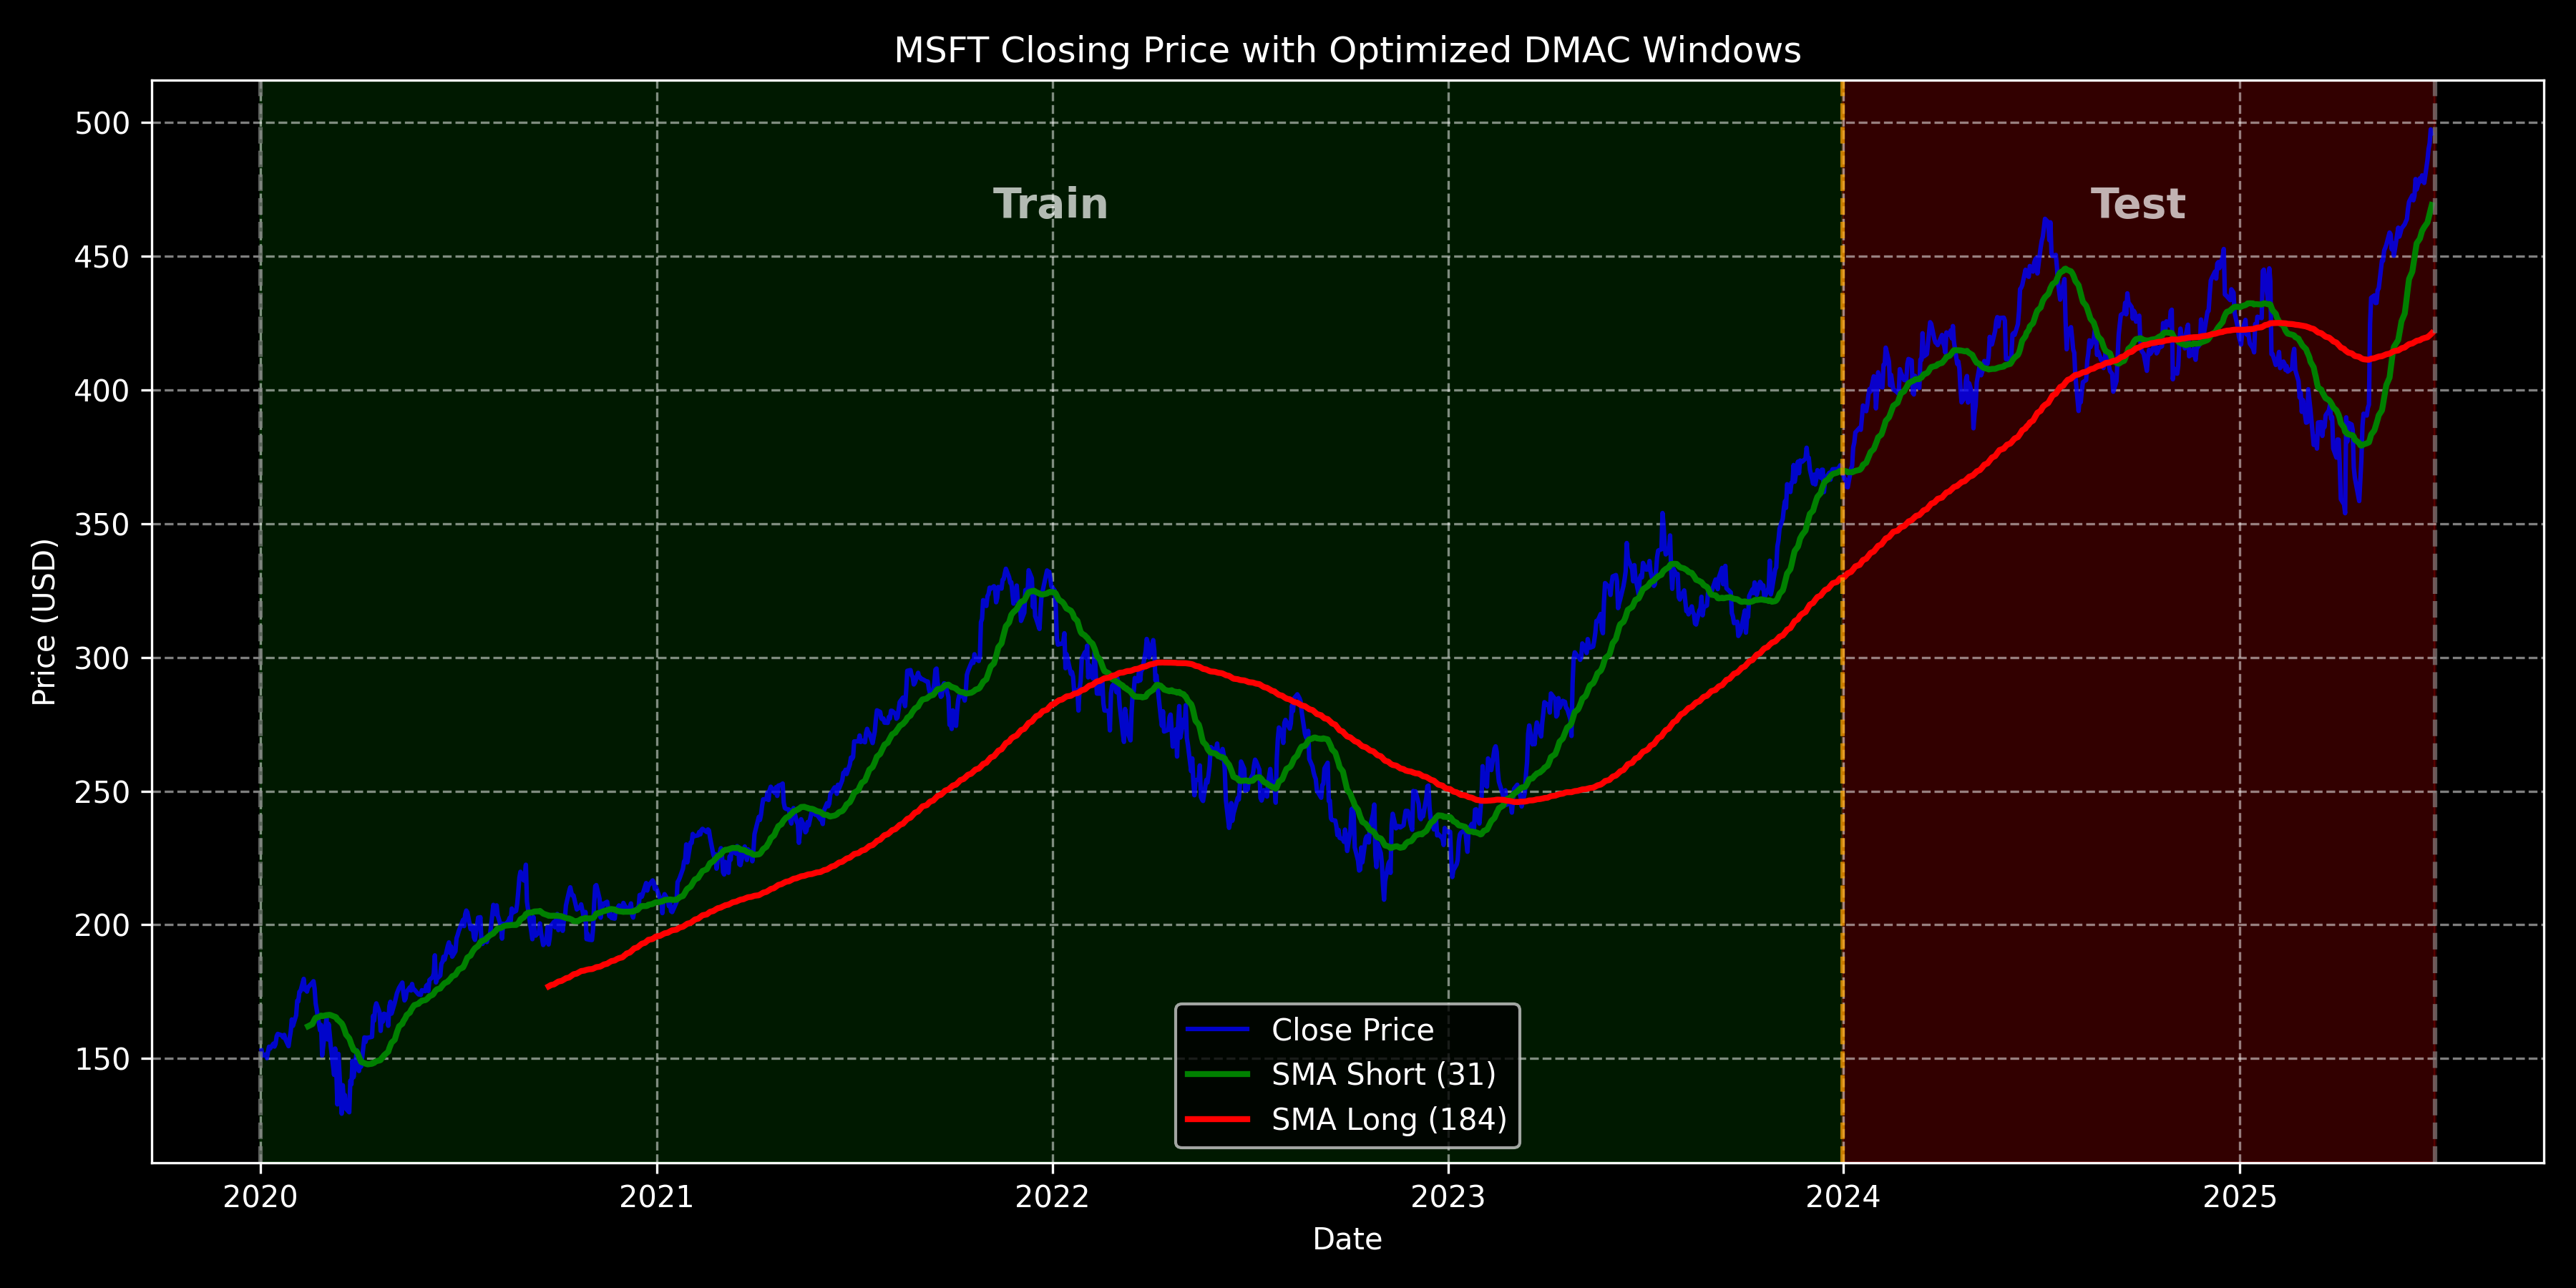 MSFT Closing Price with Optimized DMAC Windows
500
450
400
350
300
250
200
150
Price (USD)
Train
Test
Close Price
SMA Short (31)
SMA Long (184)
2020 2021 2022 2023 2024 2025
Date